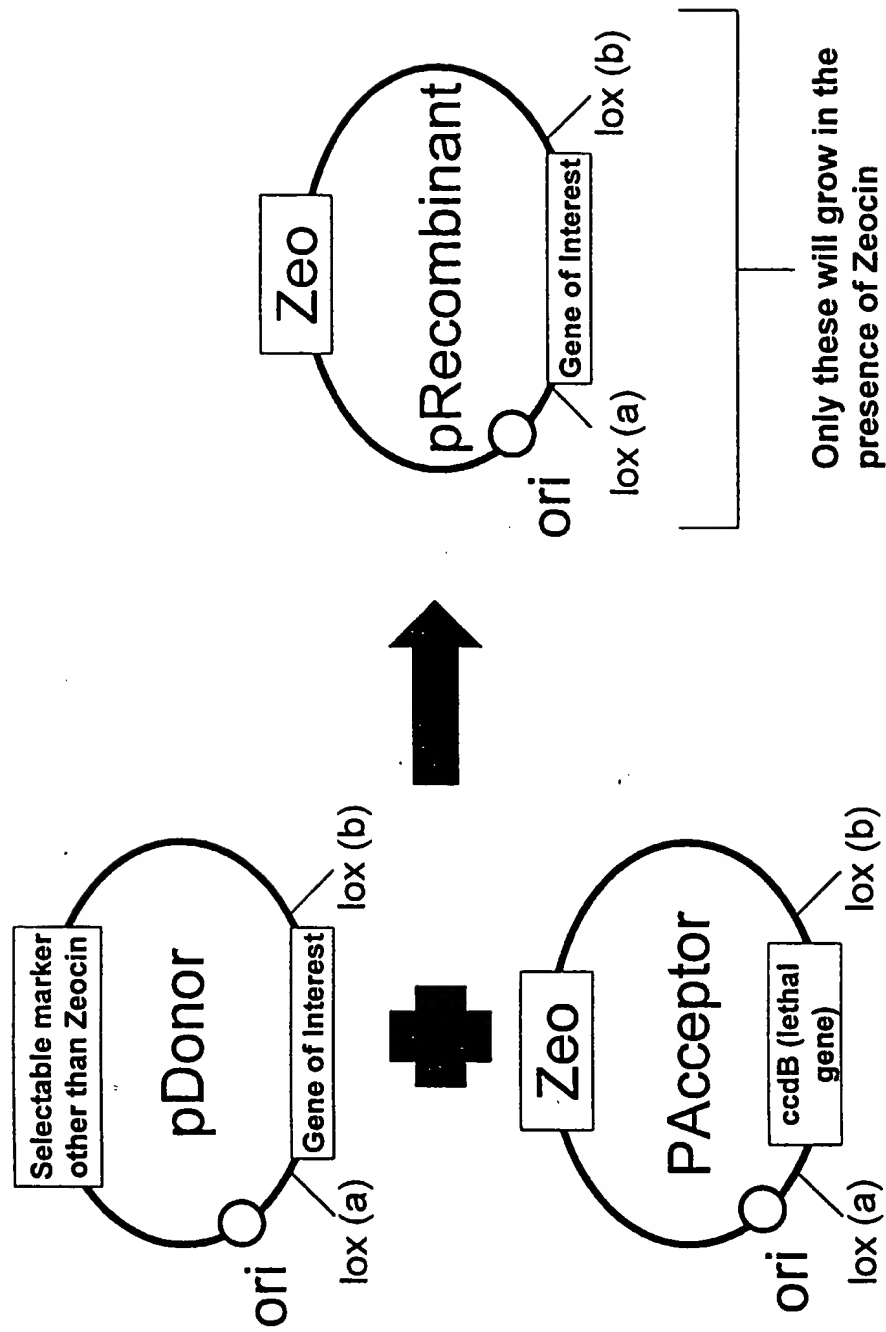 Selectable marker
other than Zeocin
pDonor
ori
lox (a)
Gene of Interest
lox (b)
Zeo
PAcceptor
ori
lox (a)
ccdB (lethal
gene)
lox (b)
Zeo
pRecombinant
ori
lox (a)
Gene of Interest
lox (b)
Only these will grow in the
presence of Zeocin